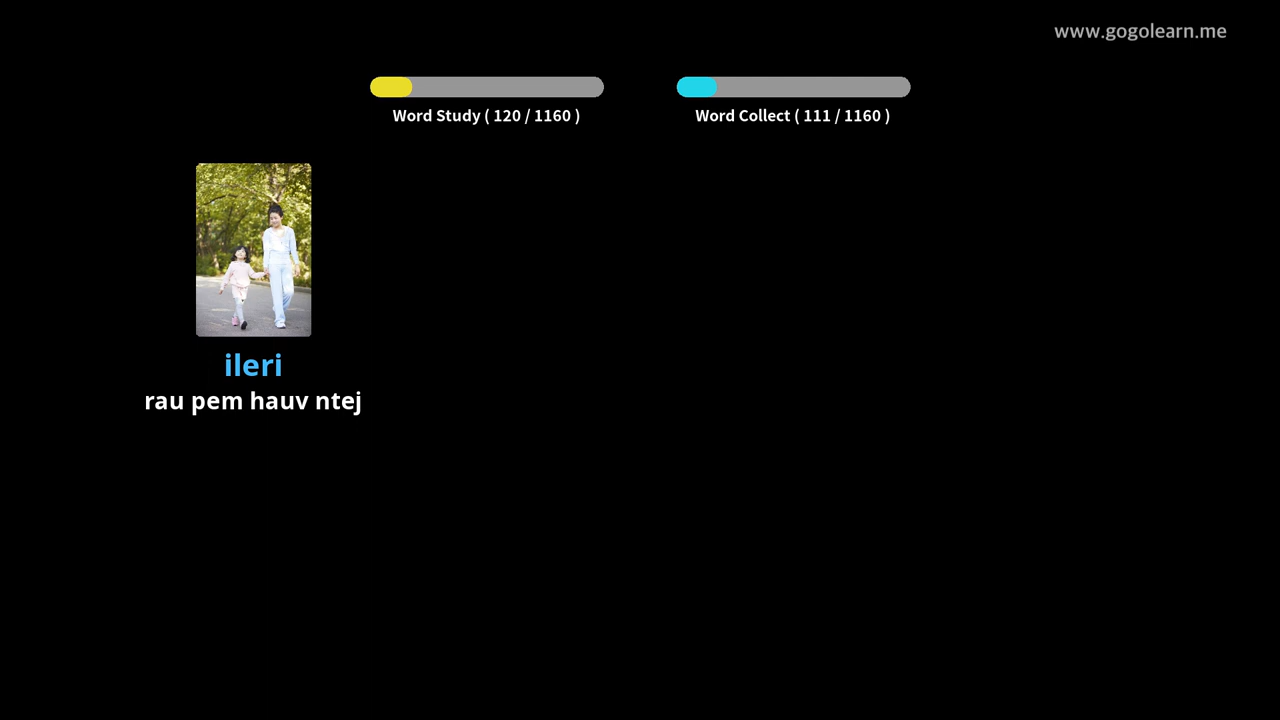 www.gogolearn.me
Word Study ( 120 / 1160 )
Word Collect ( 111 / 1160 )
ileri
rau pem hauv ntej